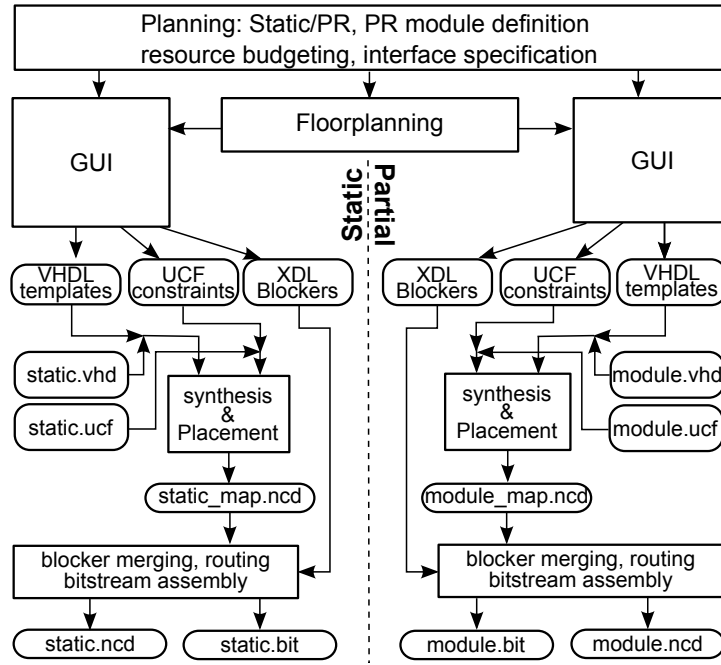 Planning: Static/PR, PR module definition
resource budgeting, interface specification
GUI
Floorplanning
GUI
Static
Partial
VHDL
templates
UCF
constraints
XDL
Blockers
XDL
Blockers
UCF
constraints
VHDL
templates
static.vhd
static.ucf
synthesis
&
Placement
synthesis
&
Placement
module.vhd
module.ucf
static_map.ncd
module_map.ncd
blocker merging, routing
bitstream assembly
blocker merging, routing
bitstream assembly
static.ncd
static.bit
module.bit
module.ncd